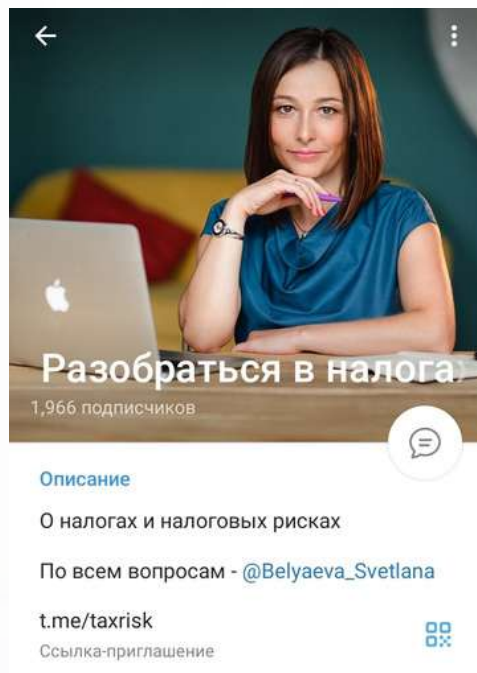 Разобраться в налога
1,966 подписчиков
Описание
О налогах и налоговых рисках
По всем вопросам - @Belyaeva_Svetlana
t.me/taxrisk
Ссылка-приглашение